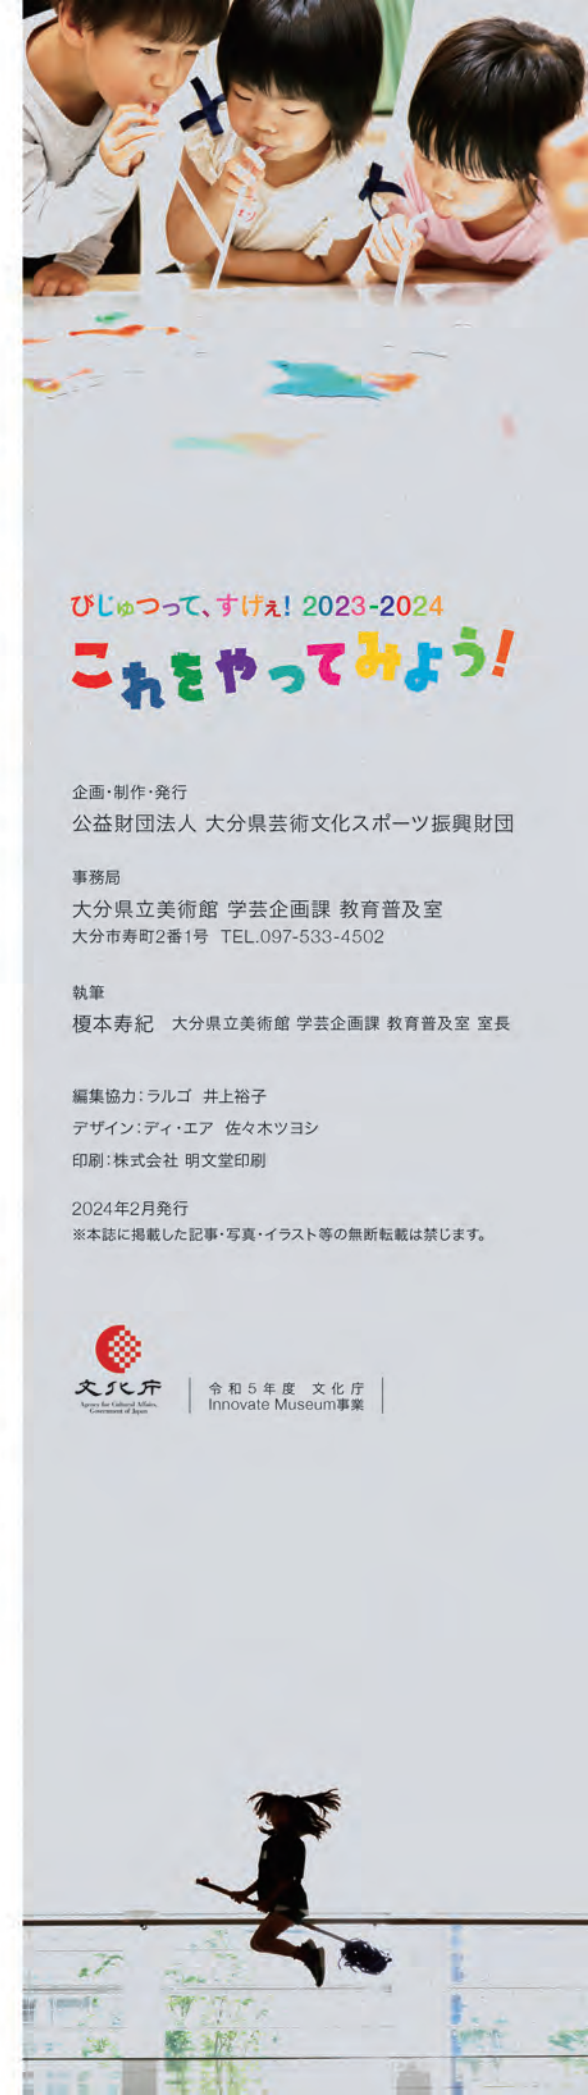 びじゅつって、すげぇ! 2023-2024
これをやってみよう!
企画・制作・発行
公益財団法人 大分県芸術文化スポーツ振興財団
事務局
大分県立美術館 学芸企画課 教育普及室
大分市寿町2番1号 TEL.097-533-4502
執筆
榎本寿紀 大分県立美術館 学芸企画課 教育普及室 室長
編集協力:ラルゴ 井上裕子
デザイン:ディ・エア 佐々木ツヨシ
印刷:株式会社 明文堂印刷
2024年2月発行
※本誌に掲載した記事・写真・イラスト等の無断転載は禁じます。
文化庁
Agency for Cultural Affairs,
Government of Japan
令和5年度 文化庁
Innovate Museum事業